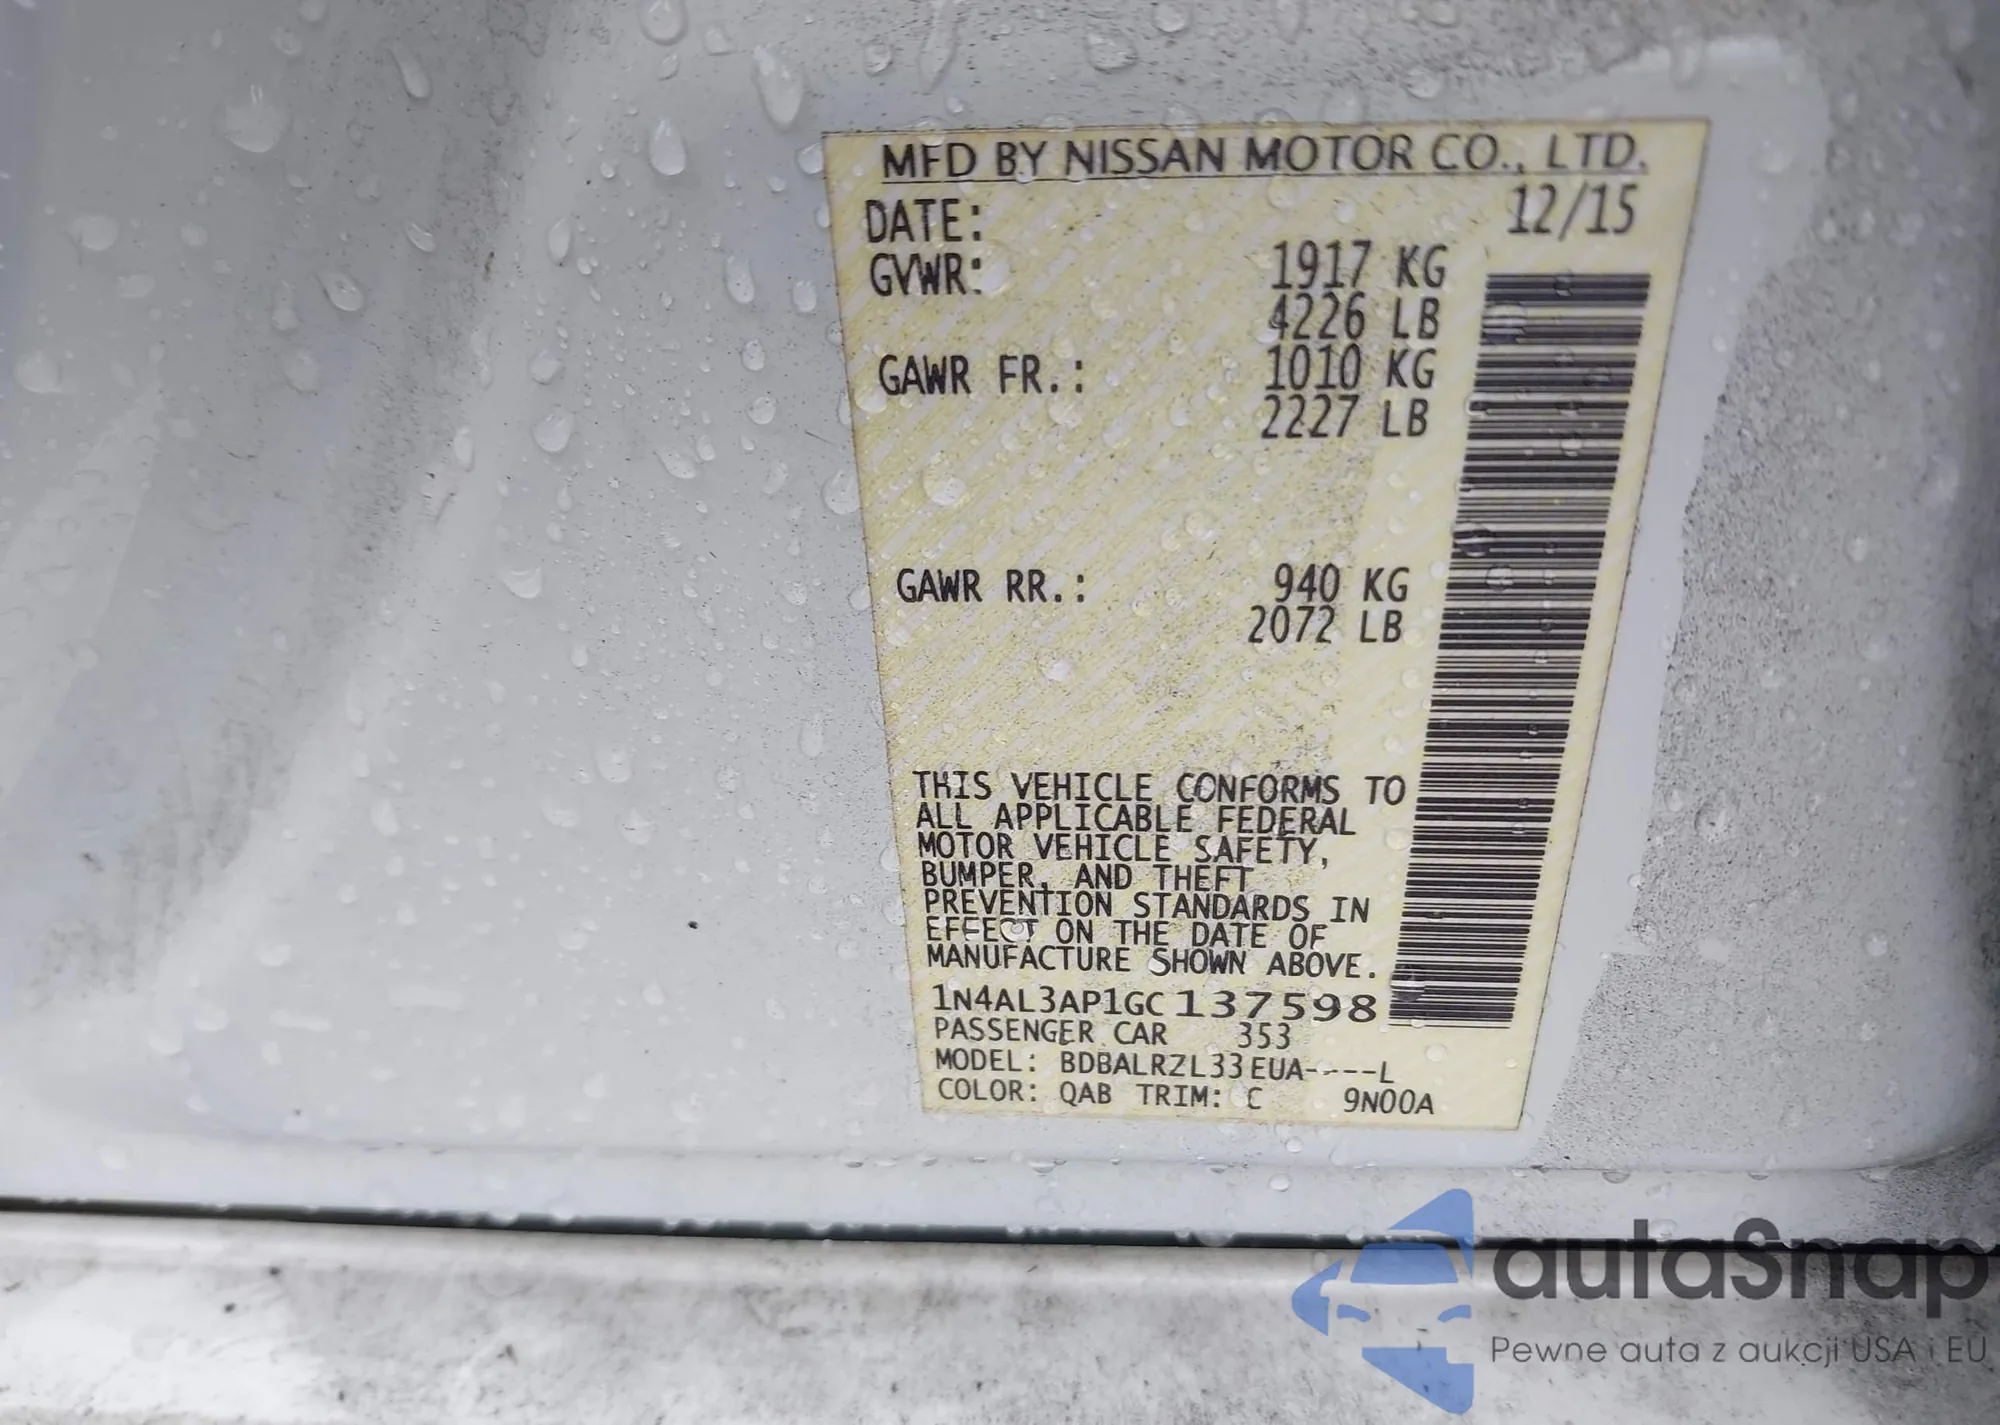 MFD BY NISSAN MOTOR CO., LTD.
DATE: 12/15
GVWR: 1917 KG
4226 LB
GAWR FR.: 1010 KG
2227 LB
GAWR RR.: 940 KG
2072 LB
THIS VEHICLE CONFORMS TO
ALL APPLICABLE FEDERAL
MOTOR VEHICLE SAFETY,
BUMPER, AND THEFT
PREVENTION STANDARDS IN
EFFECT ON THE DATE OF
MANUFACTURE SHOWN ABOVE.
1N4AL3AP1GC137598
PASSENGER CAR 353
MODEL: BDBALRZL33EUA-----L
COLOR: QAB TRIM: C 9N00A
autaSnap
Pewne auta z aukcji USA i EU